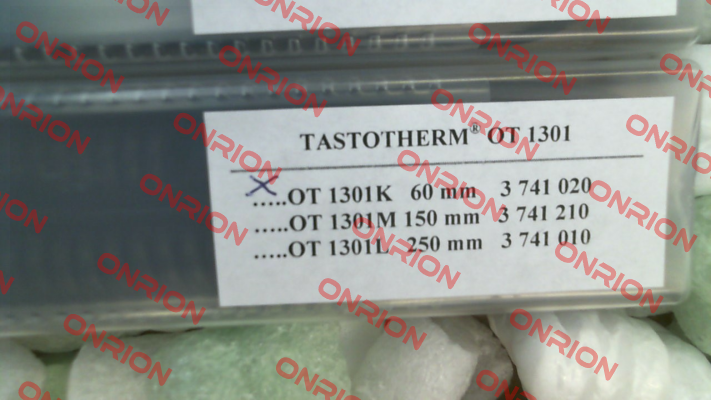 TASTOTHERM® OT 1301
.....OT 1301K 60 mm 3 741 020
.....OT 1301M 150 mm 3 741 210
.....OT 1301L 250 mm 3 741 010
ONRION